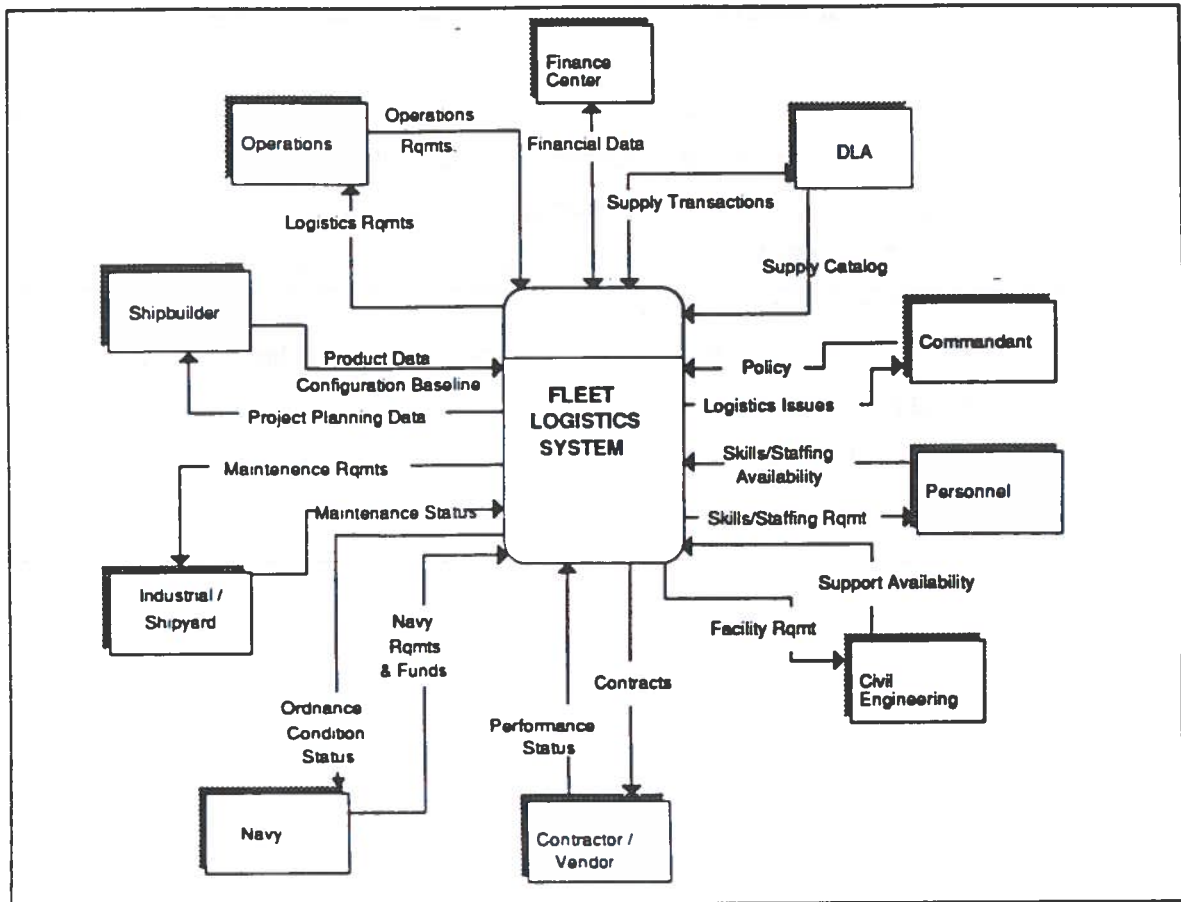 Finance
Center
Operations
Operations
Rqmts.
Financial Data
DLA
Supply Transactions
Logistics Rqmts
Supply Catalog
Shipbuilder
Commandant
Product Data
Configuration Baseline
Policy
FLEET
LOGISTICS
SYSTEM
Project Planning Data
Logistics Issues
Skills/Staffing
Availability
Maintenence Rqmts
Personnel
Maintenance Status
Skills/Staffing Rqmt
Industrial /
Shipyard
Support Availability
Navy
Rqmts
& Funds
Facility Rqmt
Contracts
Civil
Engineering
Ordnance
Condition
Status
Performance
Status
Navy
Contractor /
Vendor